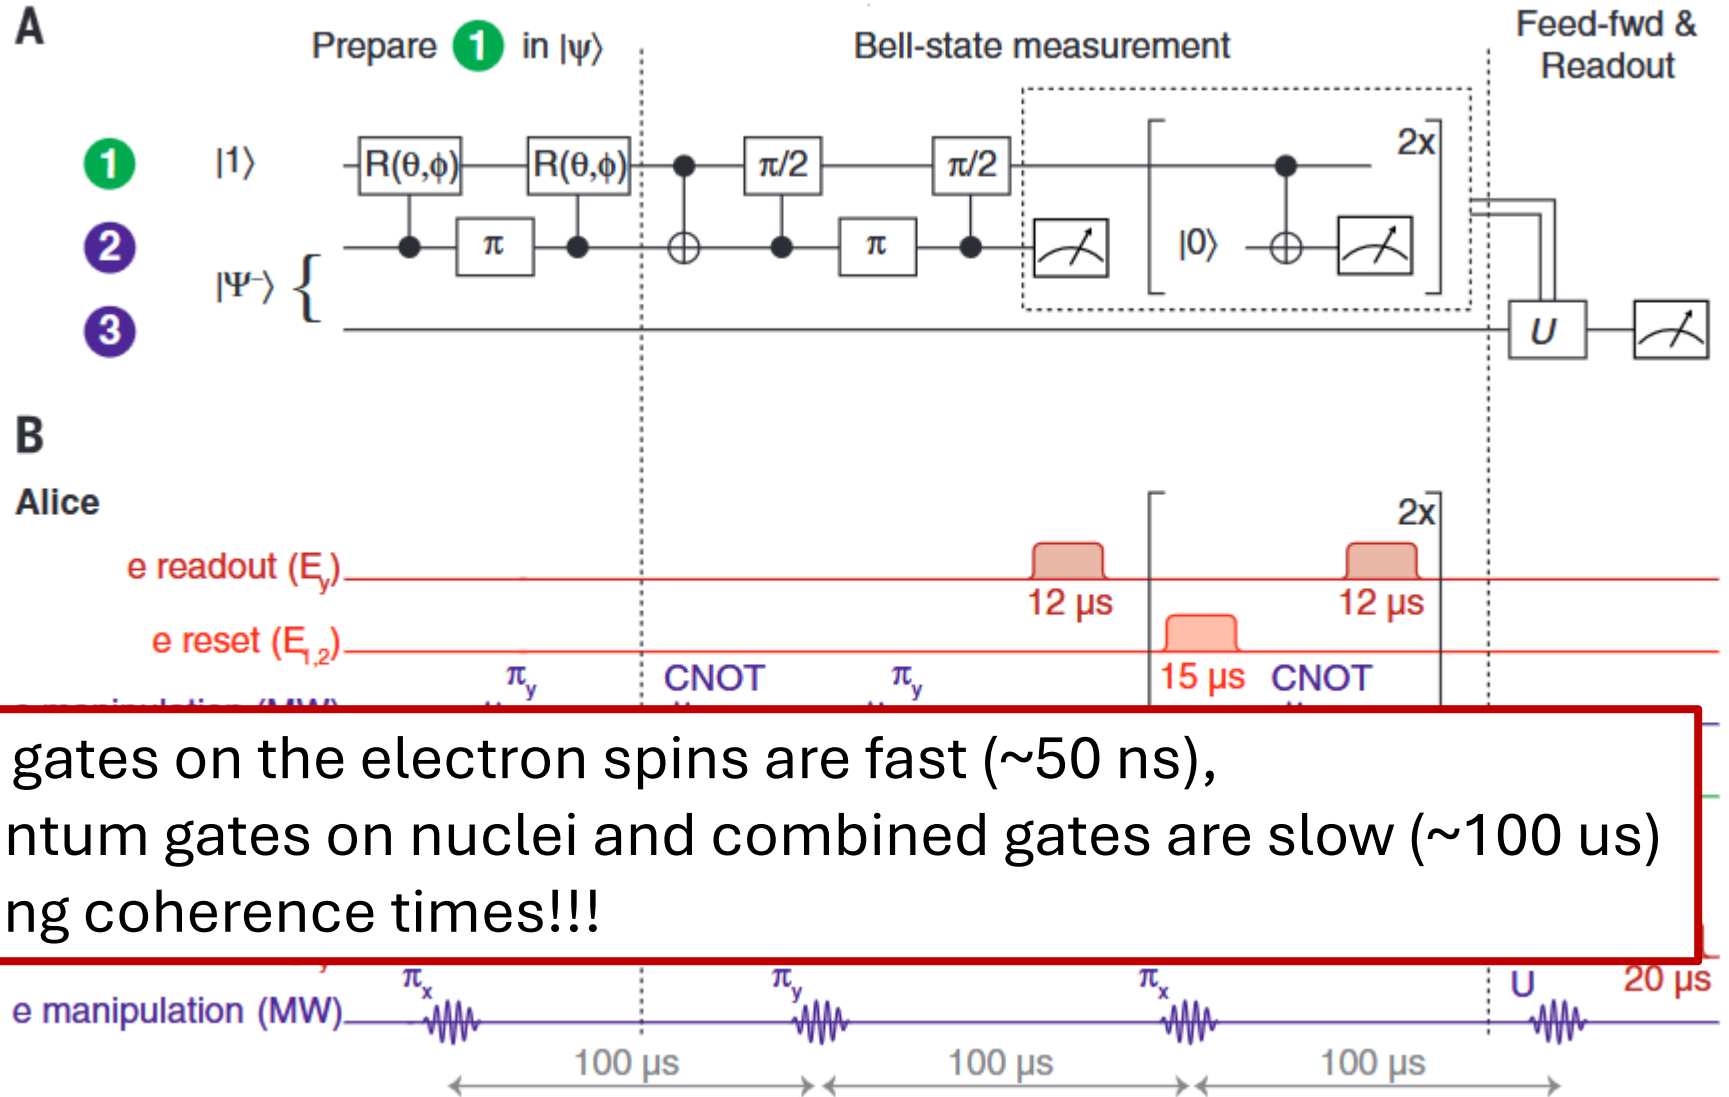 A
Prepare 1 in |ψ⟩
Bell-state measurement
Feed-fwd &
Readout
1 |1⟩ R(θ,ϕ) R(θ,ϕ) π/2 π/2 2x
2 π π |0⟩
|Ψ⁻⟩ {
3 U
B
Alice
2x
e readout (Ey)
12 µs 12 µs
e reset (E1,2)
πy CNOT πy 15 µs CNOT
gates on the electron spins are fast (~50 ns),
ntum gates on nuclei and combined gates are slow (~100 us)
ng coherence times!!!
πx πy πx U 20 µs
e manipulation (MW)
100 µs 100 µs 100 µs